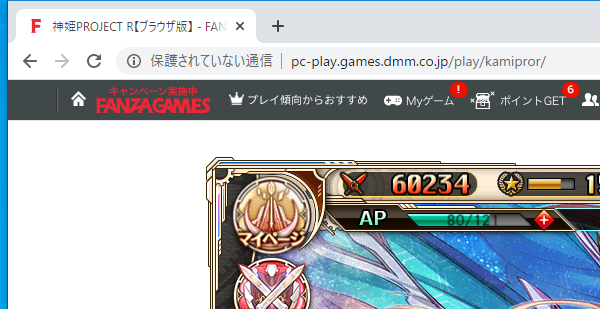 神姫PROJECT R【ブラウザ版】 - FAN
保護されていない通信 | pc-play.games.dmm.co.jp/play/kamipror/
キャンペーン実施中
FANZA GAMES
プレイ傾向からおすすめ
Myゲーム
!
ポイントGET
6
60234
AP
80/121
マイページ